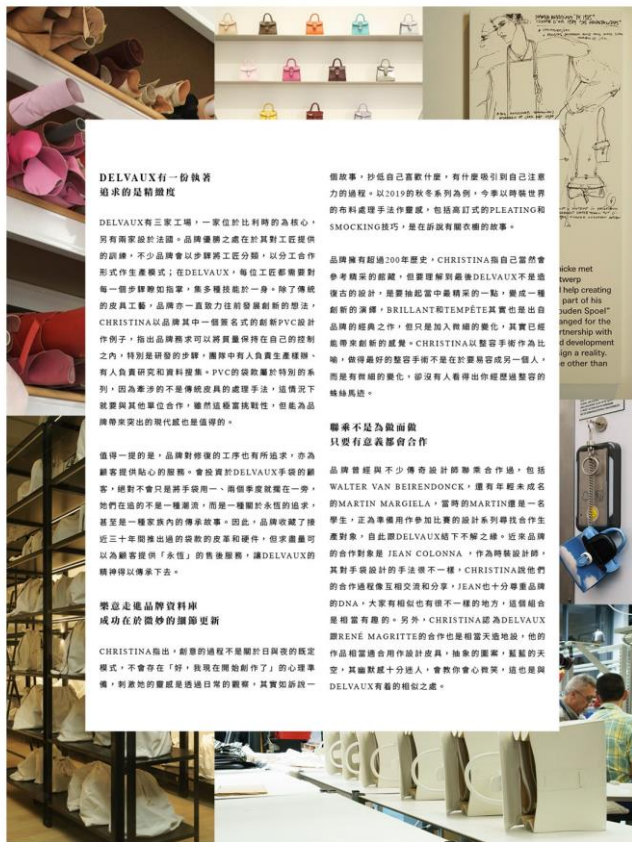 DELVAUX有一份執著
追求的是精緻度
DELVAUX有三家工場,一家位於比利時的為核心,
另有兩家設於法國。品牌優勝之處在於其對工匠提供
的訓練,不少品牌會以步驟將工匠分類,以分工合作
形式作生產模式;在DELVAUX,每位工匠都需要對
每一個步驟瞭如指掌,集多種技能於一身。除了傳統
的皮具工藝,品牌亦一直致力往前發展創新的想法,
CHRISTINA以品牌其中一個簽名式的創新PVC設計
作例子,指出品牌務求可以將質量保持在自己的控制
之內,特別是研發的步驟,團隊中有人負責生產樣辦、
有人負責研究和資料搜集。PVC的袋款屬於特別的系
列,因為牽涉的不是傳統皮具的處理手法,這情況下
就要與其他單位合作,雖然這極富挑戰性,但能為品
牌帶來突出的現代感也是值得的。
值得一提的是,品牌對修復的工序也有所追求,亦為
顧客提供貼心的服務。會投資於DELVAUX手袋的顧
客,絕對不會只是將手袋用一、兩個季度就擱在一旁,
她們在追的不是一種潮流,而是一種關於永恆的追求,
甚至是一種家族內的傳承故事。因此,品牌收藏了接
近三十年間推出過的袋款的皮革和硬件,但求盡量可
以為顧客提供「永恆」的售後服務,讓DELVAUX的
精神得以傳承下去。
樂意走進品牌資料庫
成功在於微妙的細節更新
CHRISTINA指出,創意的過程不是關於日與夜的既定
模式,不會存在「好,我現在開始創作了」的心理準
備,刺激她的靈感是透過日常的觀察。其實如訴說一
個故事,抄低自己喜歡什麼,有什麼吸引到自己注意
力的過程。以2019的秋冬系列為例,今季以時裝世界
的布料處理手法作靈感,包括高訂式的PLEATING和
SMOCKING技巧,是在訴說有關衣櫥的故事。
品牌擁有超過200年歷史,CHRISTINA指自己當然會
參考精采的館藏,但要理解到最後DELVAUX不是造
復古的設計,是要抽起當中最精采的一點,變成一種
創新的演繹,BRILLANT和TEMPÊTE其實也是出自
品牌的經典之作,但只是加入微細的變化,其實已經
能帶來創新的感覺。CHRISTINA以整容手術作為比
喻,做得最好的整容手術不是在於要易容成另一個人,
而是有微細的變化,卻沒有人看得出你經歷過整容的
蛛絲馬迹。
聯乘不是為做而做
只要有意義都會合作
品牌曾經與不少傳奇設計師聯乘合作過,包括
WALTER VAN BEIRENDONCK,還有年輕未成名
的MARTIN MARGIELA,當時的MARTIN還是一名
學生,正為準備用作參加比賽的設計系列尋找合作生
產對象,自此跟DELVAUX結下不解之緣。近來品牌
的合作對象是 JEAN COLONNA ,作為時裝設計師,
其對手袋設計的手法很不一樣,CHRISTINA說他們
的合作過程像互相交流和分享,JEAN也十分尊重品牌
的DNA,大家有相似也有很不一樣的地方,這個組合
是相當有趣的。另外,CHRISTINA認為DELVAUX
跟RENÉ MAGRITTE的合作也是相當天造地設,他的
作品相當適合用作設計皮具,抽象的圖案,藍藍的天
空,其幽默感十分迷人,會教你會心微笑,這也是與
DELVAUX有着的相似之處。
nicke met
twerp
help creating
part of his
ouden Spoel"
anged for the
rtnership with
d development
ign a reality.
e other than